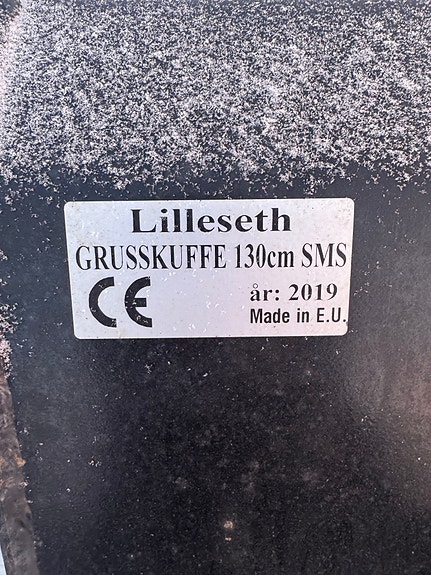 Lilleseth
GRUSSKUFFE 130cm SMS
CE
år: 2019
Made in E.U.